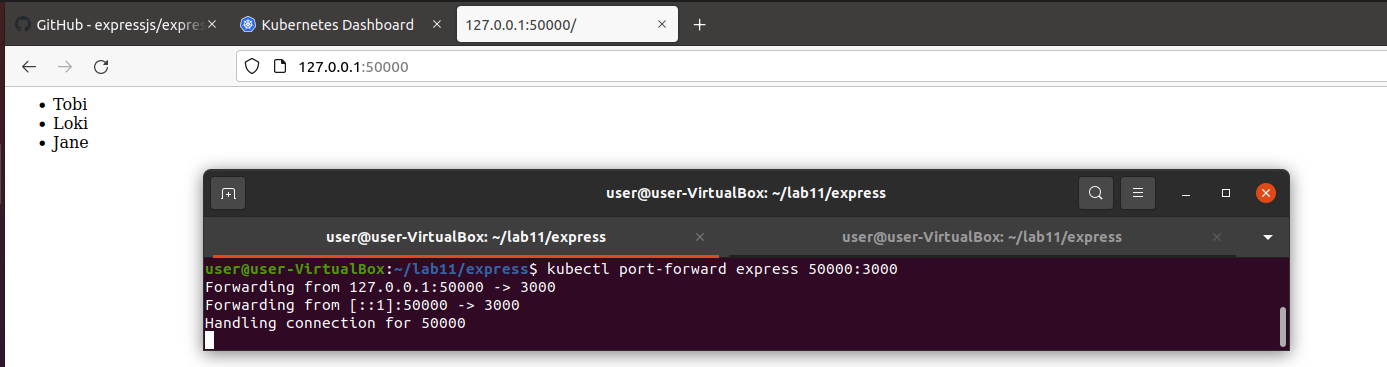 GitHub - expressjs/expres
Kubernetes Dashboard
127.0.0.1:50000/
127.0.0.1:50000
Tobi
Loki
Jane
user@user-VirtualBox: ~/lab11/express
user@user-VirtualBox: ~/lab11/express
user@user-VirtualBox: ~/lab11/express
user@user-VirtualBox:~/lab11/express$ kubectl port-forward express 50000:3000
Forwarding from 127.0.0.1:50000 -> 3000
Forwarding from [::1]:50000 -> 3000
Handling connection for 50000